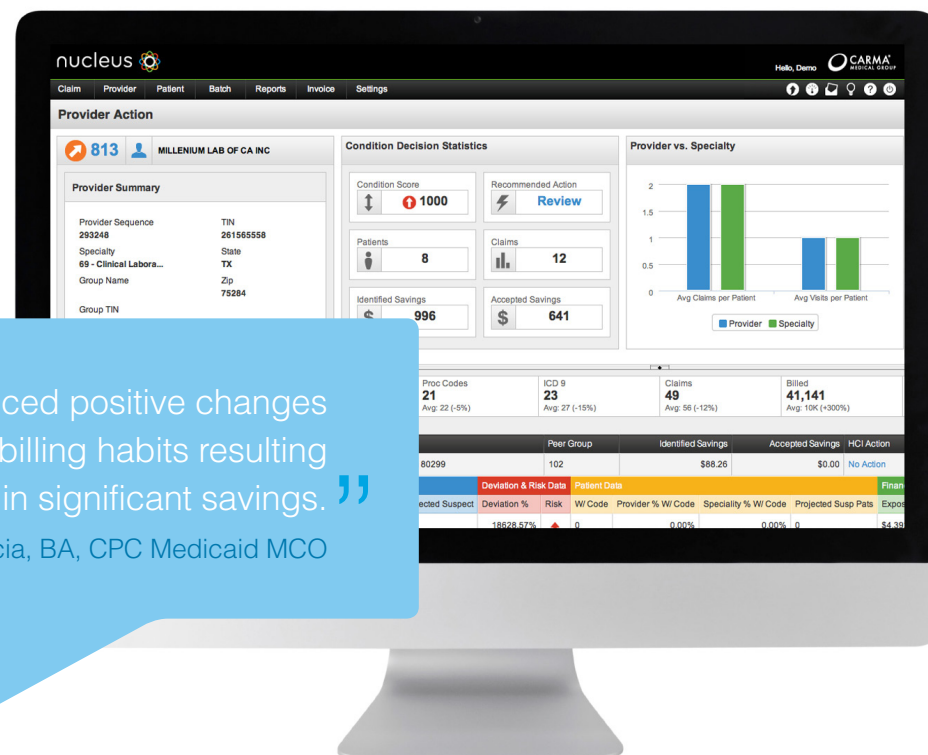 nucleus
Hello, Demo CARMA MEDICAL GROUP
Claim Provider Patient Batch Reports Invoice Settings
Provider Action
813 MILLENIUM LAB OF CA INC
Provider Summary
Provider Sequence TIN
293248 261565558
Specialty State
69 - Clinical Labora... TX
Group Name Zip
75284
Group TIN
Condition Decision Statistics
Condition Score Recommended Action
1000 Review
Patients Claims
8 12
Identified Savings Accepted Savings
$ 996 $ 641
Provider vs. Specialty
2
1.5
1
0.5
0
Avg Claims per Patient Avg Visits per Patient
Provider Specialty
Proc Codes ICD 9 Claims Billed
21 23 49 41,141
Avg: 22 (-5%) Avg: 27 (-15%) Avg: 56 (-12%) Avg: 10K (+300%)
Peer Group Identified Savings Accepted Savings HCI Action
80299 102 $88.26 $0.00 No Action
Deviation & Risk Data Patient Data Finan
ected Suspect Deviation % Risk W/ Code Provider % W/ Code Speciality % W/ Code Projected Susp Pats Expos
18628.57% 0 0.00% 0.00% 0 $4.39
ced positive changes
billing habits resulting
in significant savings.”
cia, BA, CPC Medicaid MCO